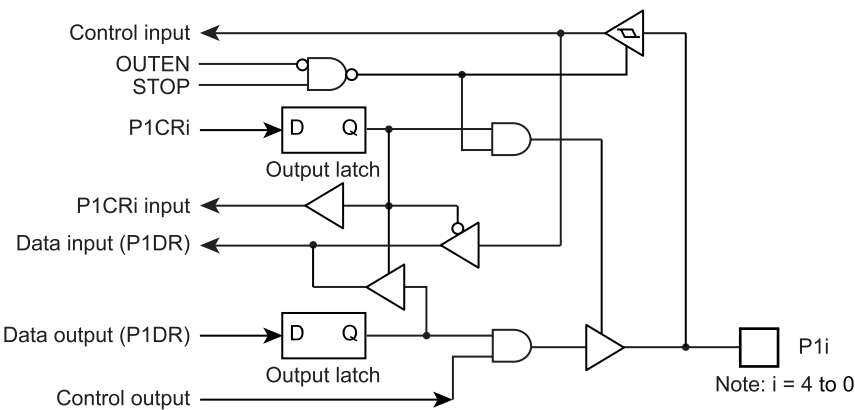 Control input
OUTEN
STOP
P1CRi
D Q
Output latch
P1CRi input
Data input (P1DR)
Data output (P1DR)
D Q
Output latch
P1i
Note: i = 4 to 0
Control output